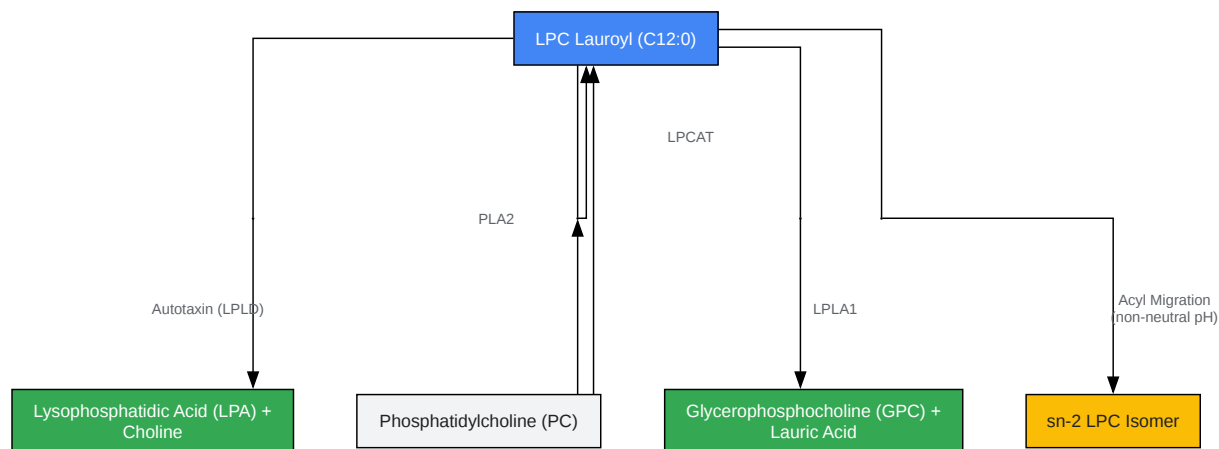 LPC Lauroyl (C12:0)
LPCAT
PLA2
Autotaxin (LPLD)
LPLA1
Acyl Migration
(non-neutral pH)
Lysophosphatidic Acid (LPA) +
Choline
Phosphatidylcholine (PC)
Glycerophosphocholine (GPC) +
Lauric Acid
sn-2 LPC Isomer